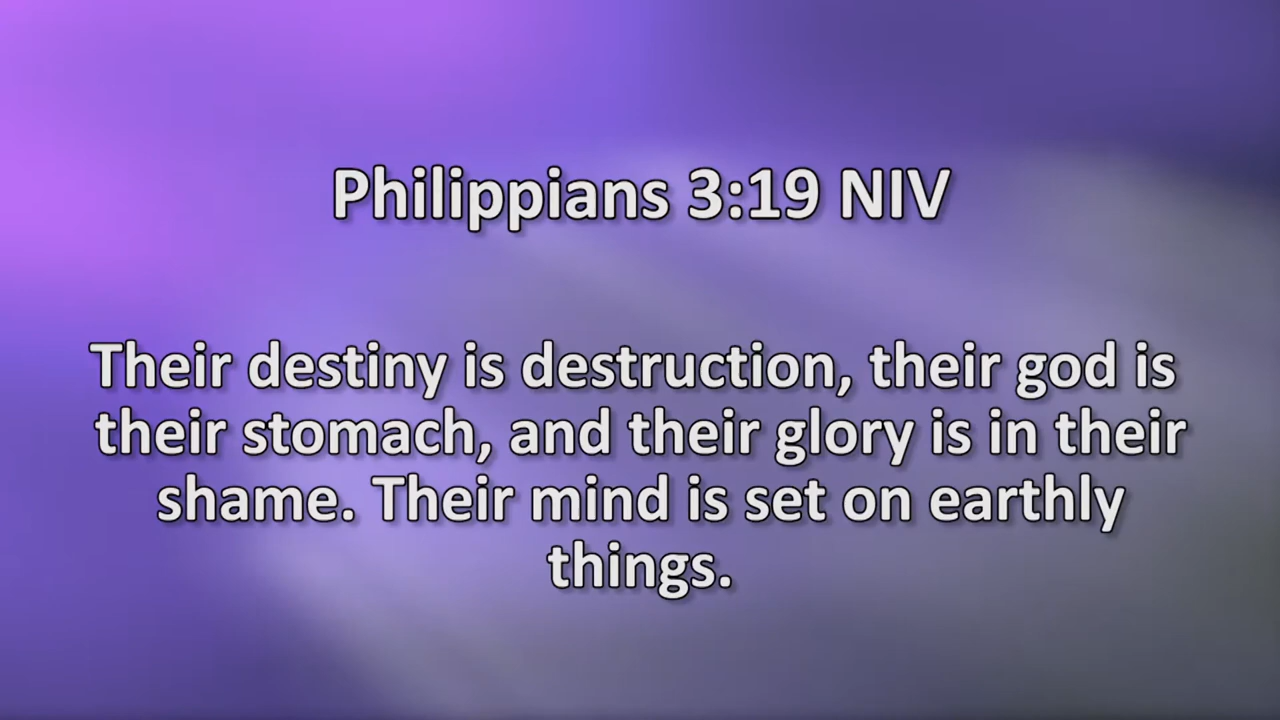 Philippians 3:19 NIV
Their destiny is destruction, their god is
their stomach, and their glory is in their
shame. Their mind is set on earthly
things.